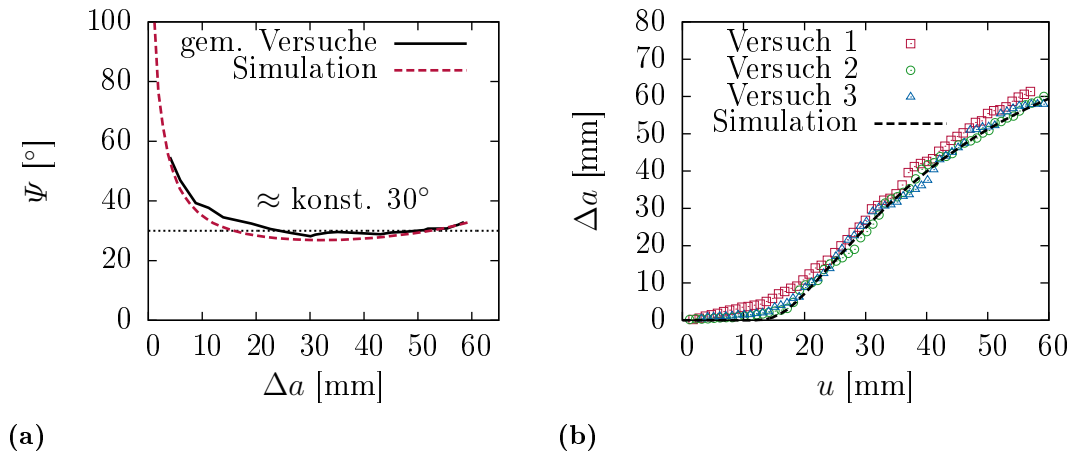 100
80
60
40
20
0
Ψ [°]
gem. Versuche
Simulation
≈ konst. 30°
0 10 20 30 40 50 60
Δa [mm]
(a)
80
70
60
50
40
30
20
10
0
Δa [mm]
Versuch 1
Versuch 2
Versuch 3
Simulation
0 10 20 30 40 50 60
u [mm]
(b)